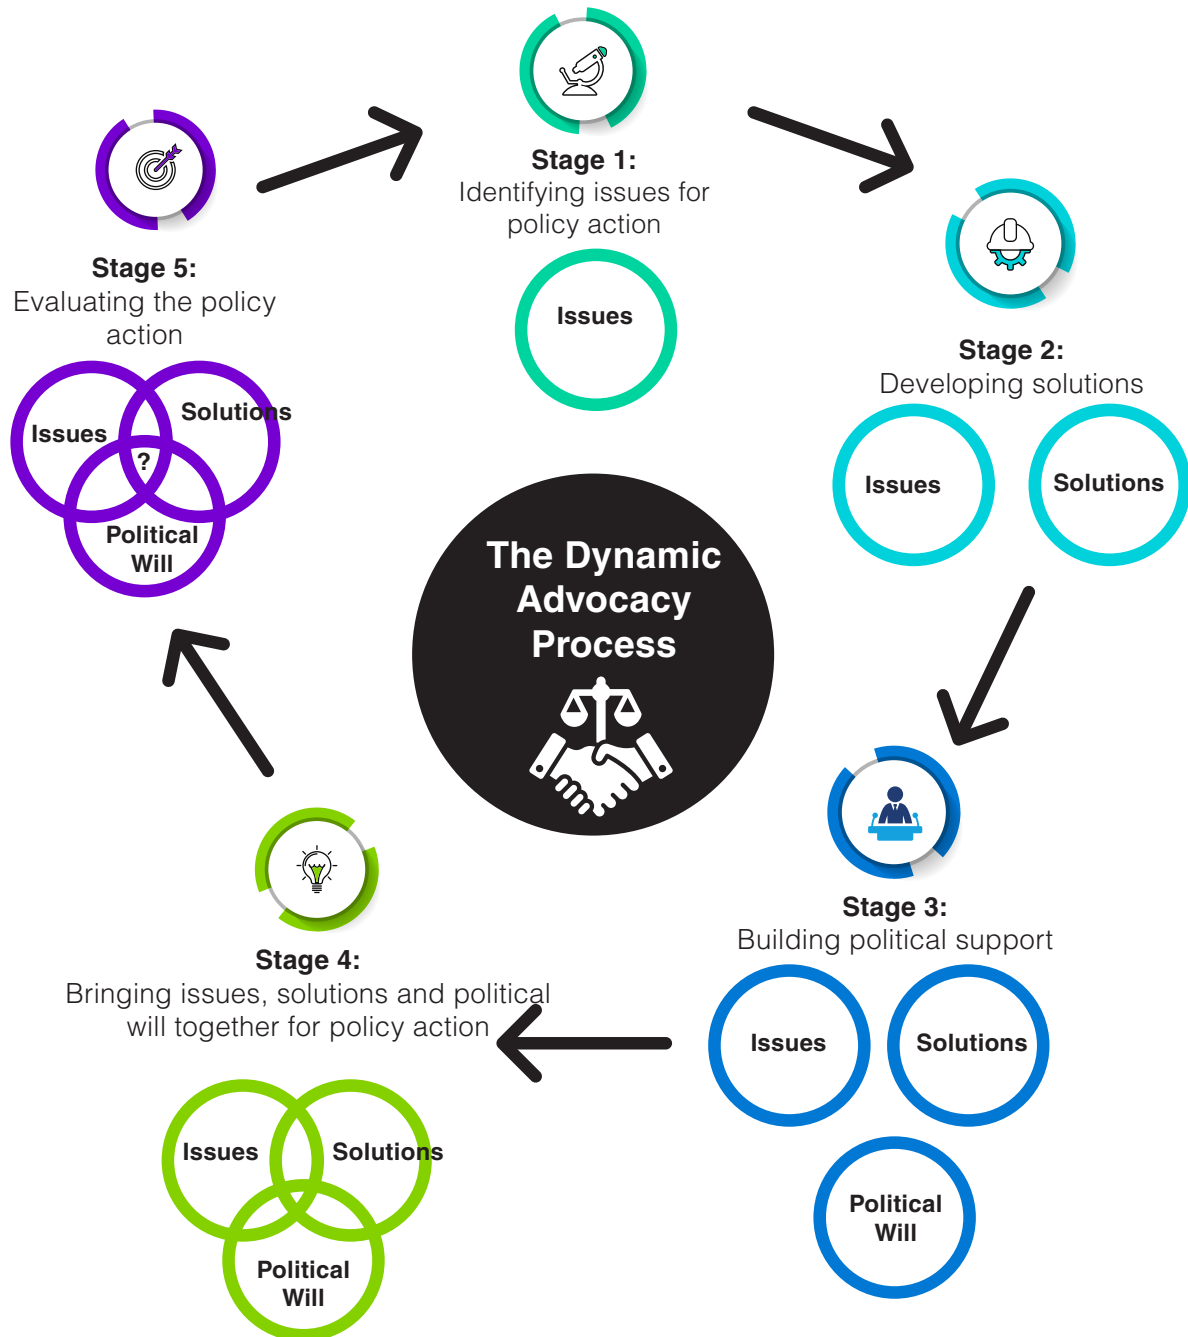 Stage 1:
Identifying issues for
policy action
Issues
Stage 2:
Developing solutions
Issues
Solutions
Stage 3:
Building political support
Issues
Solutions
Political
Will
Stage 4:
Bringing issues, solutions and political
will together for policy action
Issues
Solutions
Political
Will
Stage 5:
Evaluating the policy
action
Issues
Solutions
?
Political
Will
The Dynamic
Advocacy
Process